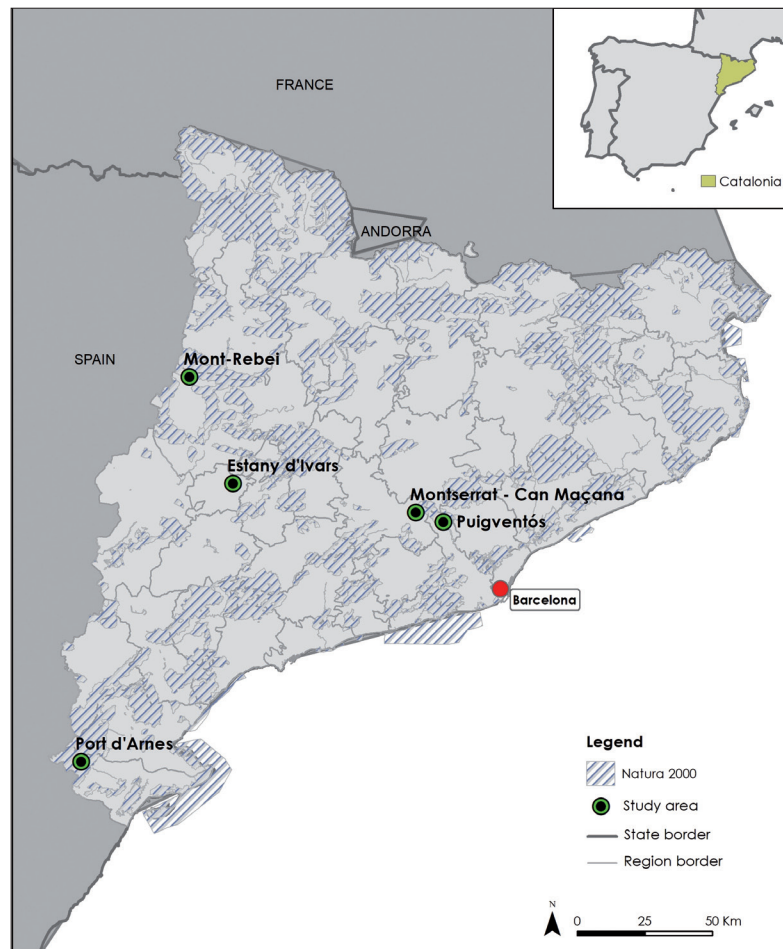 FRANCE
Catalonia
ANDORRA
SPAIN
Mont-Rebei
Estany d'Ivars
Montserrat - Can Maçana
Puigventós
Barcelona
Port d'Arnes
Legend
Natura 2000
Study area
State border
Region border
N
0 25 50 Km